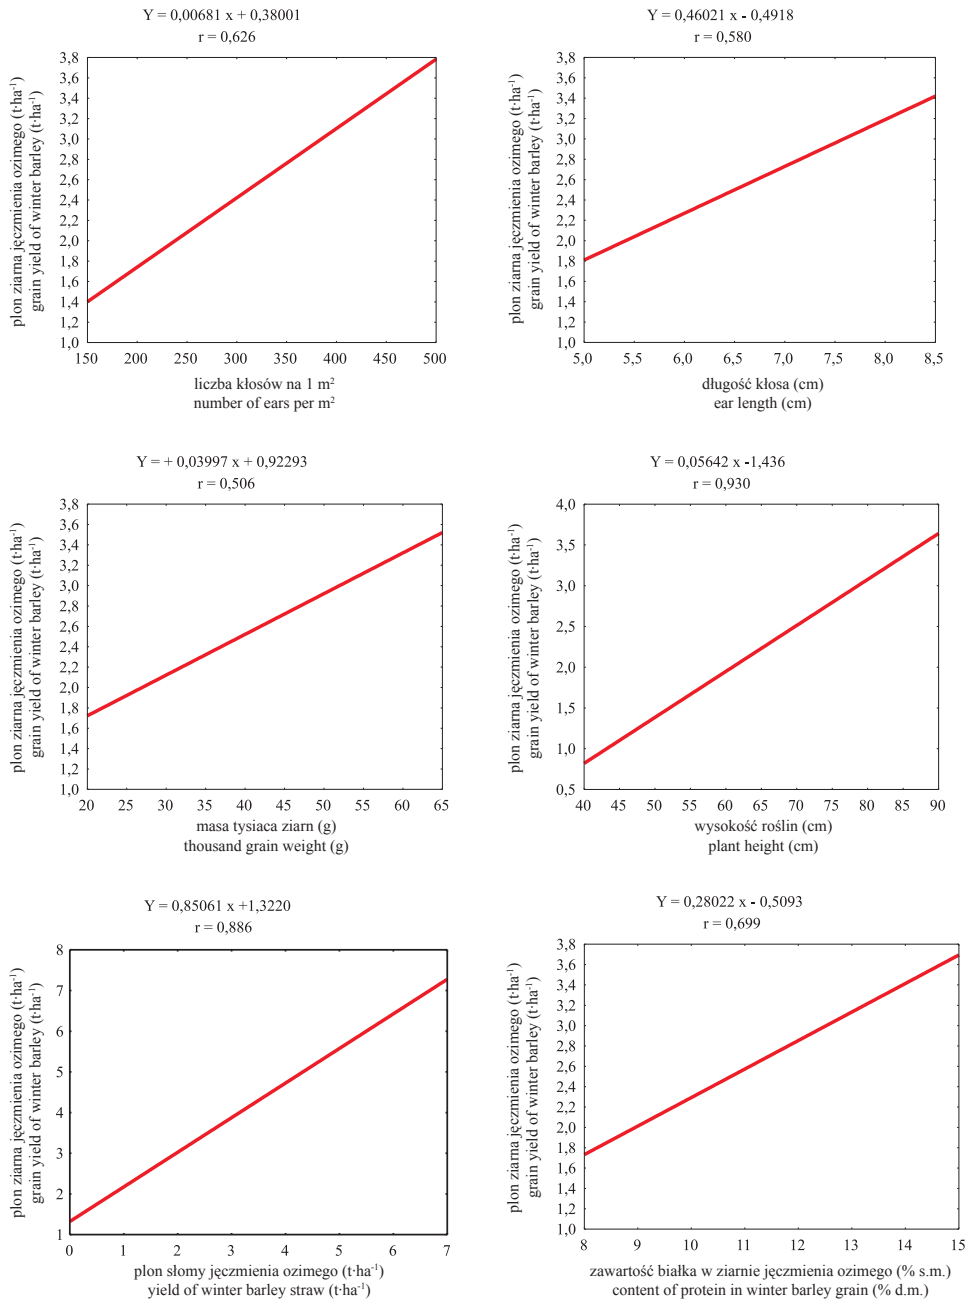 Y = 0,00681 x + 0,38001
r = 0,626
plon ziarna jęczmienia ozimego (t·ha⁻¹)
grain yield of winter barley (t·ha⁻¹)
3,8
3,6
3,4
3,2
3,0
2,8
2,6
2,4
2,2
2,0
1,8
1,6
1,4
1,2
1,0
150 200 250 300 350 400 450 500
liczba kłosów na 1 m²
number of ears per m²
Y = 0,46021 x - 0,4918
r = 0,580
plon ziarna jęczmienia ozimego (t·ha⁻¹)
grain yield of winter barley (t·ha⁻¹)
3,8
3,6
3,4
3,2
3,0
2,8
2,6
2,4
2,2
2,0
1,8
1,6
1,4
1,2
1,0
5,0 5,5 6,0 6,5 7,0 7,5 8,0 8,5
długość kłosa (cm)
ear length (cm)
Y = + 0,03997 x + 0,92293
r = 0,506
plon ziarna jęczmienia ozimego (t·ha⁻¹)
grain yield of winter barley (t·ha⁻¹)
3,8
3,6
3,4
3,2
3,0
2,8
2,6
2,4
2,2
2,0
1,8
1,6
1,4
1,2
1,0
20 25 30 35 40 45 50 55 60 65
masa tysiaca ziarn (g)
thousand grain weight (g)
Y = 0,05642 x -1,436
r = 0,930
plon ziarna jęczmienia ozimego (t·ha⁻¹)
grain yield of winter barley (t·ha⁻¹)
4,0
3,5
3,0
2,5
2,0
1,5
1,0
0,5
40 45 50 55 60 65 70 75 80 85 90
wysokość roślin (cm)
plant height (cm)
Y = 0,85061 x +1,3220
r = 0,886
plon ziarna jęczmienia ozimego (t·ha⁻¹)
grain yield of winter barley (t·ha⁻¹)
8
7
6
5
4
3
2
1
0 1 2 3 4 5 6 7
plon słomy jęczmienia ozimego (t·ha⁻¹)
yield of winter barley straw (t·ha⁻¹)
Y = 0,28022 x - 0,5093
r = 0,699
plon ziarna jęczmienia ozimego (t·ha⁻¹)
grain yield of winter barley (t·ha⁻¹)
3,8
3,6
3,4
3,2
3,0
2,8
2,6
2,4
2,2
2,0
1,8
1,6
1,4
1,2
1,0
8 9 10 11 12 13 14 15
zawartość białka w ziarnie jęczmienia ozimego (% s.m.)
content of protein in winter barley grain (% d.m.)